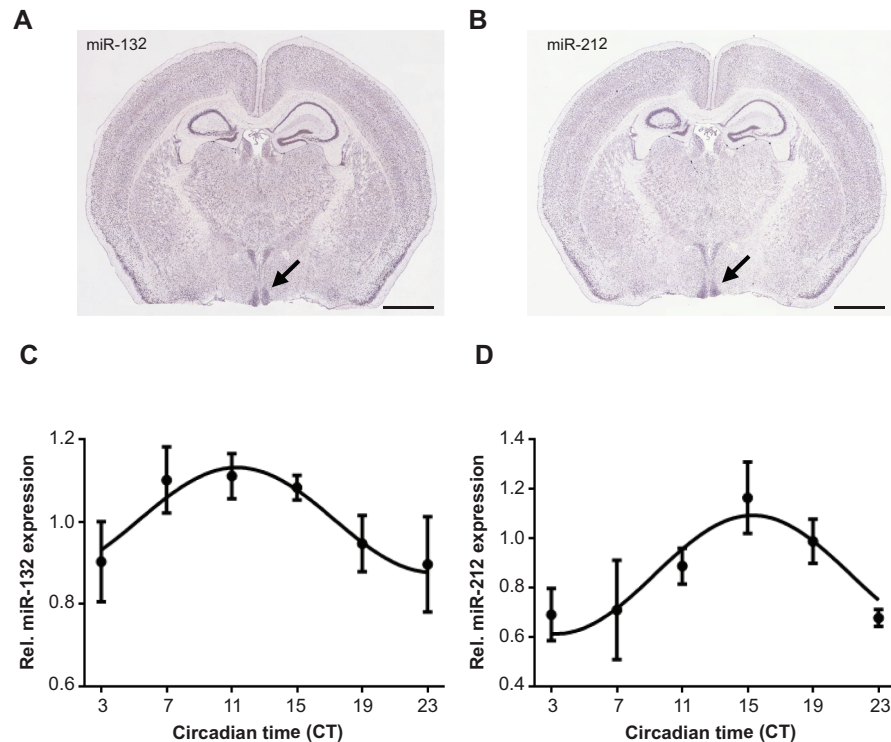 A
miR-132
B
miR-212
C
Rel. miR-132 expression
1.2
1.0
0.8
0.6
3 7 11 15 19 23
Circadian time (CT)
D
Rel. miR-212 expression
1.4
1.2
1.0
0.8
0.6
0.4
3 7 11 15 19 23
Circadian time (CT)